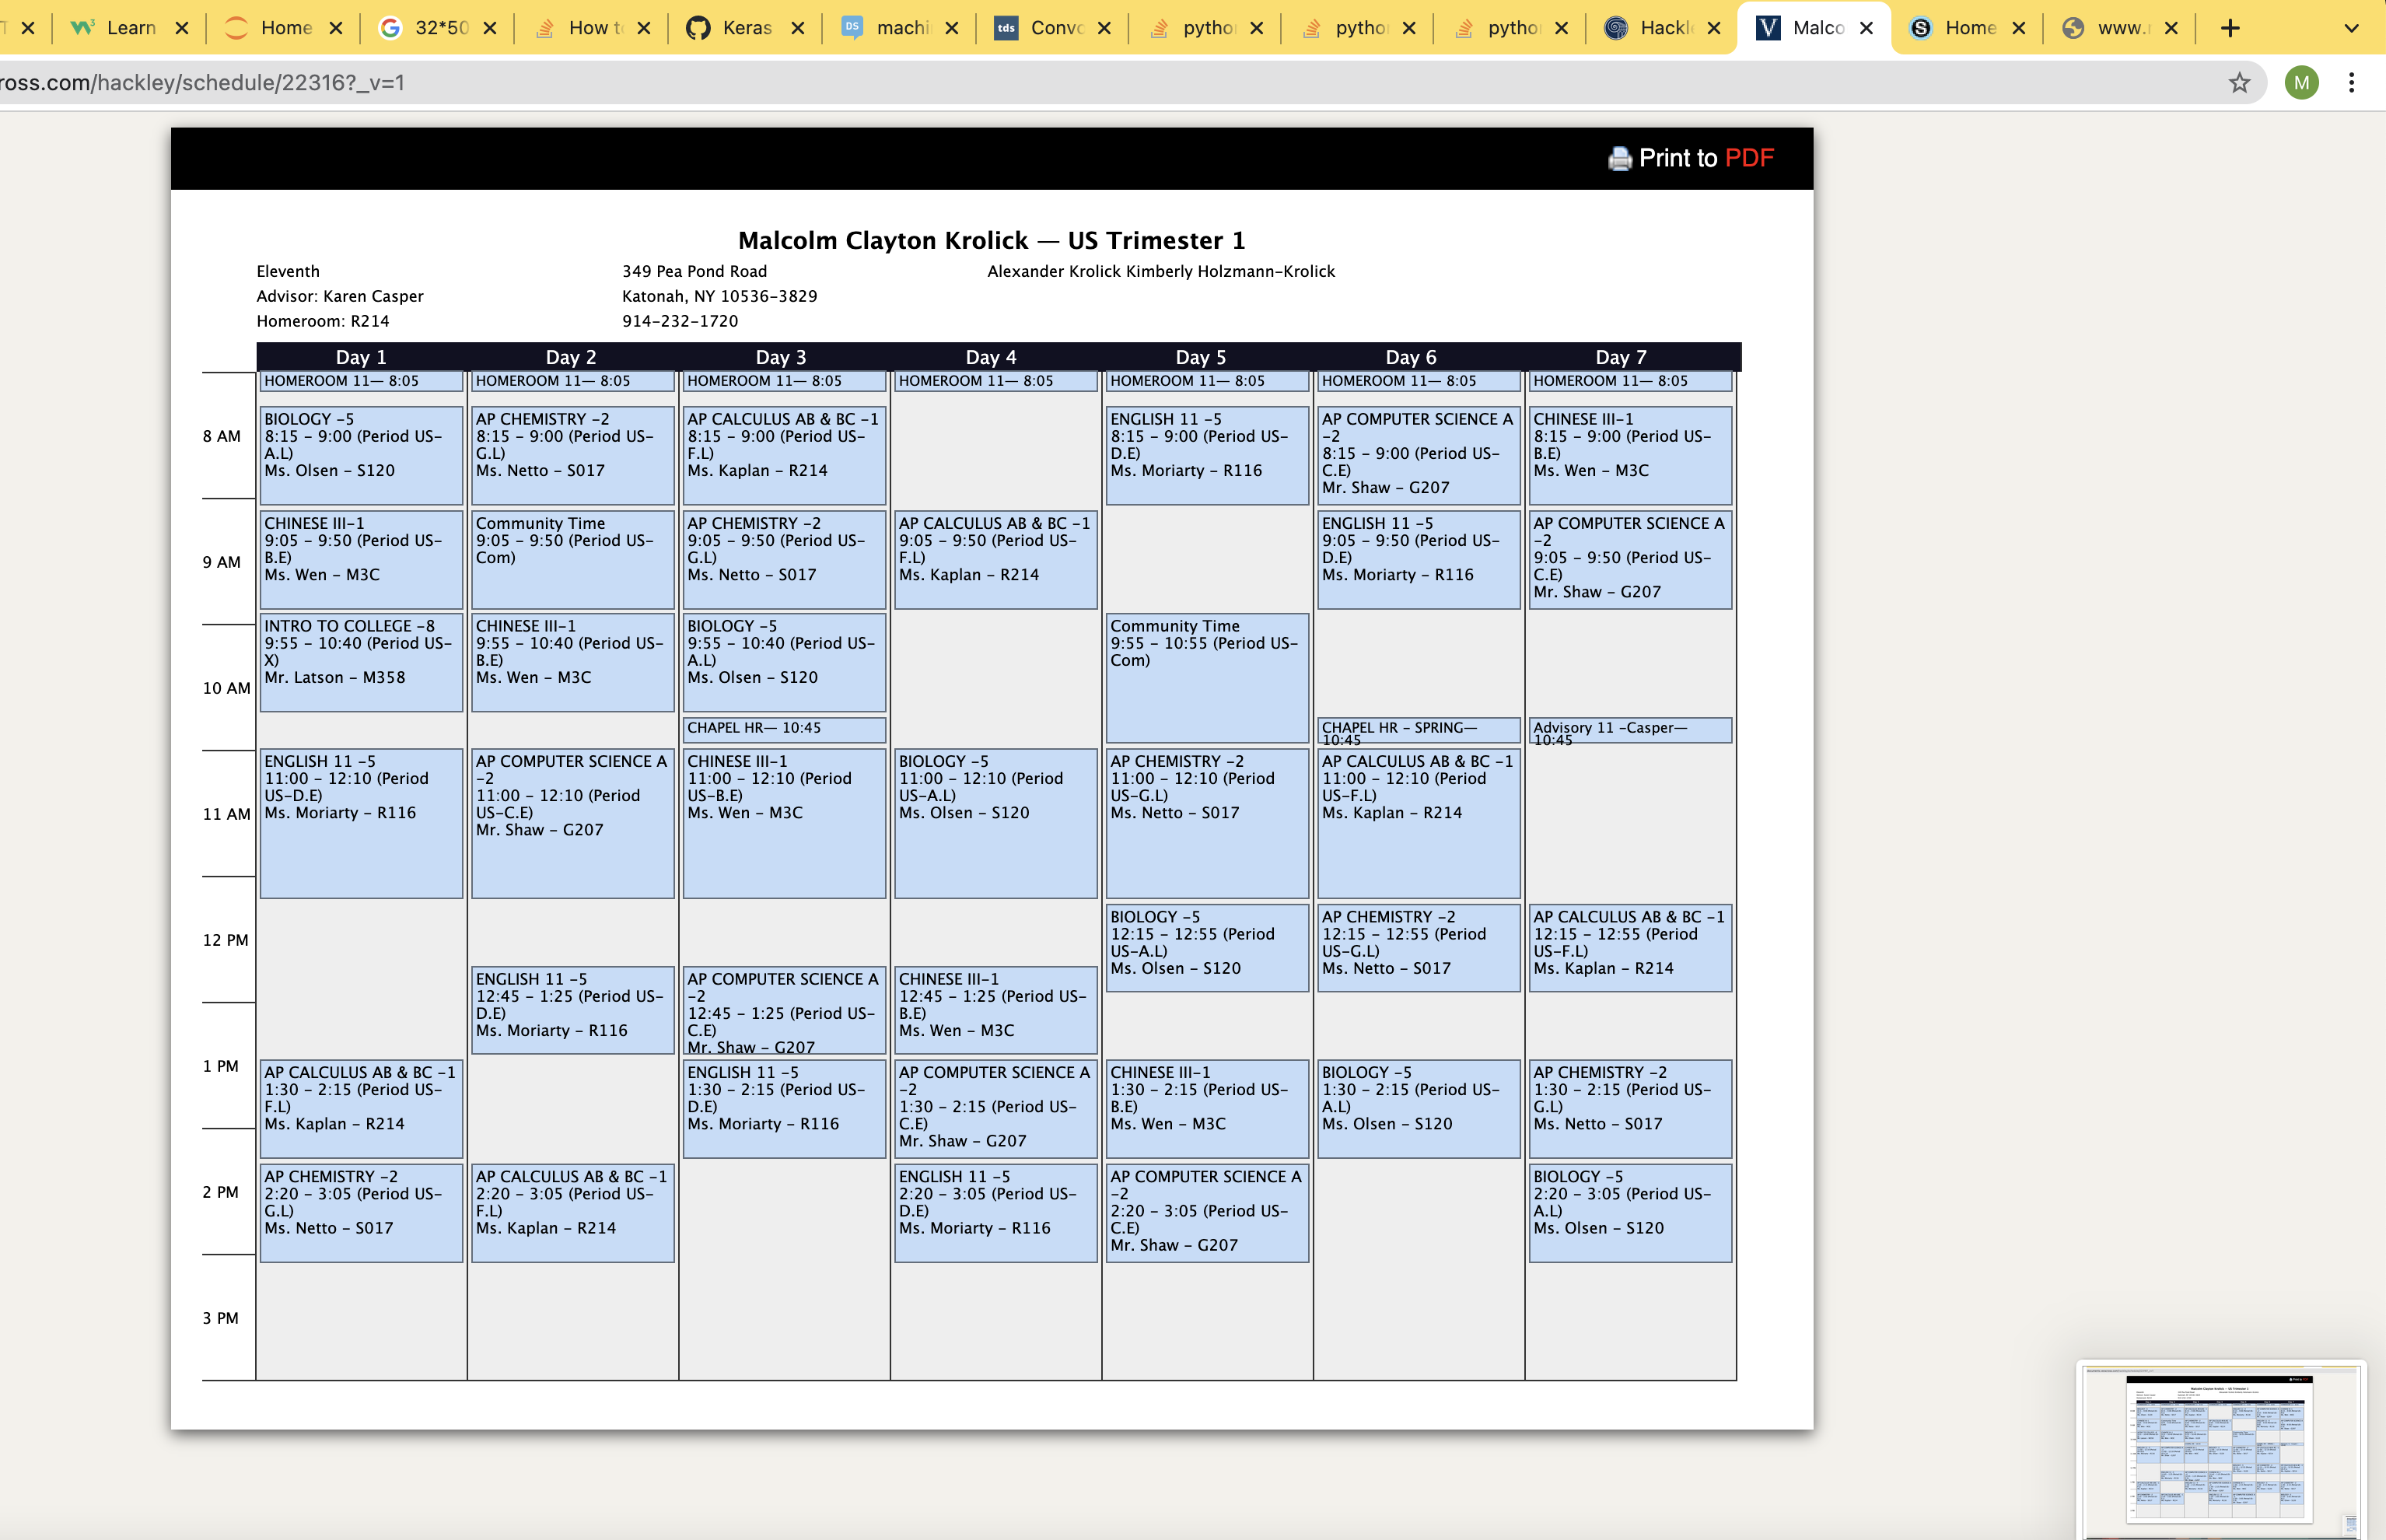 Learn
Home
32*50
How to
Keras
machi
Convo
pytho
pytho
pytho
Hackle
Malco
Home
www.
ross.com/hackley/schedule/22316?_v=1
M
Print to PDF
Malcolm Clayton Krolick — US Trimester 1
Eleventh
349 Pea Pond Road
Alexander Krolick Kimberly Holzmann-Krolick
Advisor: Karen Casper
Katonah, NY 10536-3829
Homeroom: R214
914-232-1720
Day 1
Day 2
Day 3
Day 4
Day 5
Day 6
Day 7
8 AM
9 AM
10 AM
11 AM
12 PM
1 PM
2 PM
3 PM
HOMEROOM 11— 8:05
BIOLOGY -5
8:15 - 9:00 (Period US-
A.L)
Ms. Olsen - S120
CHINESE III-1
9:05 - 9:50 (Period US-
B.E)
Ms. Wen - M3C
INTRO TO COLLEGE -8
9:55 - 10:40 (Period US-
X)
Mr. Latson - M358
ENGLISH 11 -5
11:00 - 12:10 (Period
US-D.E)
Ms. Moriarty - R116
AP CALCULUS AB & BC -1
1:30 - 2:15 (Period US-
F.L)
Ms. Kaplan - R214
AP CHEMISTRY -2
2:20 - 3:05 (Period US-
G.L)
Ms. Netto - S017
HOMEROOM 11— 8:05
AP CHEMISTRY -2
8:15 - 9:00 (Period US-
G.L)
Ms. Netto - S017
Community Time
9:05 - 9:50 (Period US-
Com)
CHINESE III-1
9:55 - 10:40 (Period US-
B.E)
Ms. Wen - M3C
AP COMPUTER SCIENCE A
-2
11:00 - 12:10 (Period
US-C.E)
Mr. Shaw - G207
ENGLISH 11 -5
12:45 - 1:25 (Period US-
D.E)
Ms. Moriarty - R116
AP CALCULUS AB & BC -1
2:20 - 3:05 (Period US-
F.L)
Ms. Kaplan - R214
HOMEROOM 11— 8:05
AP CALCULUS AB & BC -1
8:15 - 9:00 (Period US-
F.L)
Ms. Kaplan - R214
AP CHEMISTRY -2
9:05 - 9:50 (Period US-
G.L)
Ms. Netto - S017
BIOLOGY -5
9:55 - 10:40 (Period US-
A.L)
Ms. Olsen - S120
CHAPEL HR— 10:45
CHINESE III-1
11:00 - 12:10 (Period
US-B.E)
Ms. Wen - M3C
AP COMPUTER SCIENCE A
-2
12:45 - 1:25 (Period US-
C.E)
Mr. Shaw - G207
ENGLISH 11 -5
1:30 - 2:15 (Period US-
D.E)
Ms. Moriarty - R116
HOMEROOM 11— 8:05
AP CALCULUS AB & BC -1
9:05 - 9:50 (Period US-
F.L)
Ms. Kaplan - R214
BIOLOGY -5
11:00 - 12:10 (Period
US-A.L)
Ms. Olsen - S120
CHINESE III-1
12:45 - 1:25 (Period US-
B.E)
Ms. Wen - M3C
AP COMPUTER SCIENCE A
-2
1:30 - 2:15 (Period US-
C.E)
Mr. Shaw - G207
ENGLISH 11 -5
2:20 - 3:05 (Period US-
D.E)
Ms. Moriarty - R116
HOMEROOM 11— 8:05
ENGLISH 11 -5
8:15 - 9:00 (Period US-
D.E)
Ms. Moriarty - R116
Community Time
9:55 - 10:55 (Period US-
Com)
AP CHEMISTRY -2
11:00 - 12:10 (Period
US-G.L)
Ms. Netto - S017
BIOLOGY -5
12:15 - 12:55 (Period
US-A.L)
Ms. Olsen - S120
CHINESE III-1
1:30 - 2:15 (Period US-
B.E)
Ms. Wen - M3C
AP COMPUTER SCIENCE A
-2
2:20 - 3:05 (Period US-
C.E)
Mr. Shaw - G207
HOMEROOM 11— 8:05
AP COMPUTER SCIENCE A
-2
8:15 - 9:00 (Period US-
C.E)
Mr. Shaw - G207
ENGLISH 11 -5
9:05 - 9:50 (Period US-
D.E)
Ms. Moriarty - R116
CHAPEL HR - SPRING—
10:45
AP CALCULUS AB & BC -1
11:00 - 12:10 (Period
US-F.L)
Ms. Kaplan - R214
AP CHEMISTRY -2
12:15 - 12:55 (Period
US-G.L)
Ms. Netto - S017
BIOLOGY -5
1:30 - 2:15 (Period US-
A.L)
Ms. Olsen - S120
HOMEROOM 11— 8:05
CHINESE III-1
8:15 - 9:00 (Period US-
B.E)
Ms. Wen - M3C
AP COMPUTER SCIENCE A
-2
9:05 - 9:50 (Period US-
C.E)
Mr. Shaw - G207
Advisory 11 -Casper—
10:45
AP CALCULUS AB & BC -1
12:15 - 12:55 (Period
US-F.L)
Ms. Kaplan - R214
AP CHEMISTRY -2
1:30 - 2:15 (Period US-
G.L)
Ms. Netto - S017
BIOLOGY -5
2:20 - 3:05 (Period US-
A.L)
Ms. Olsen - S120